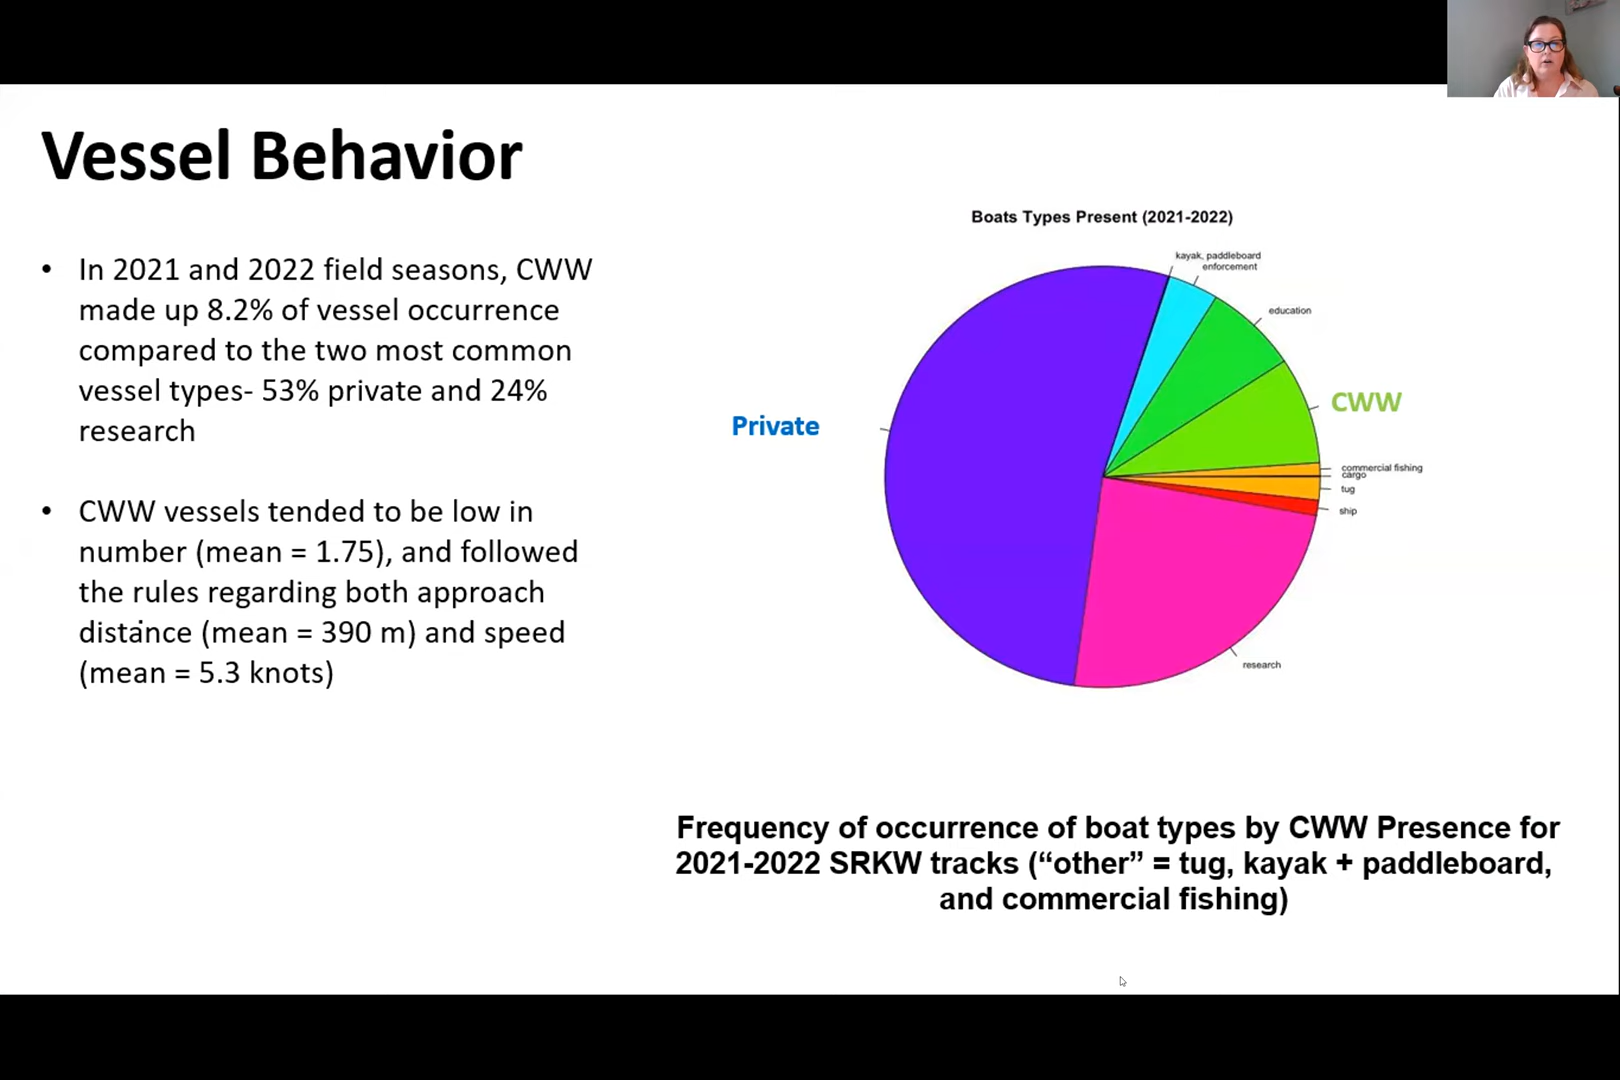 Vessel Behavior
• In 2021 and 2022 field seasons, CWW
made up 8.2% of vessel occurrence
compared to the two most common
vessel types- 53% private and 24%
research
• CWW vessels tended to be low in
number (mean = 1.75), and followed
the rules regarding both approach
distance (mean = 390 m) and speed
(mean = 5.3 knots)
Boats Types Present (2021-2022)
kayak, paddleboard
enforcement
education
CWW
Private
commercial fishing
cargo
tug
ship
research
Frequency of occurrence of boat types by CWW Presence for
2021-2022 SRKW tracks (“other” = tug, kayak + paddleboard,
and commercial fishing)